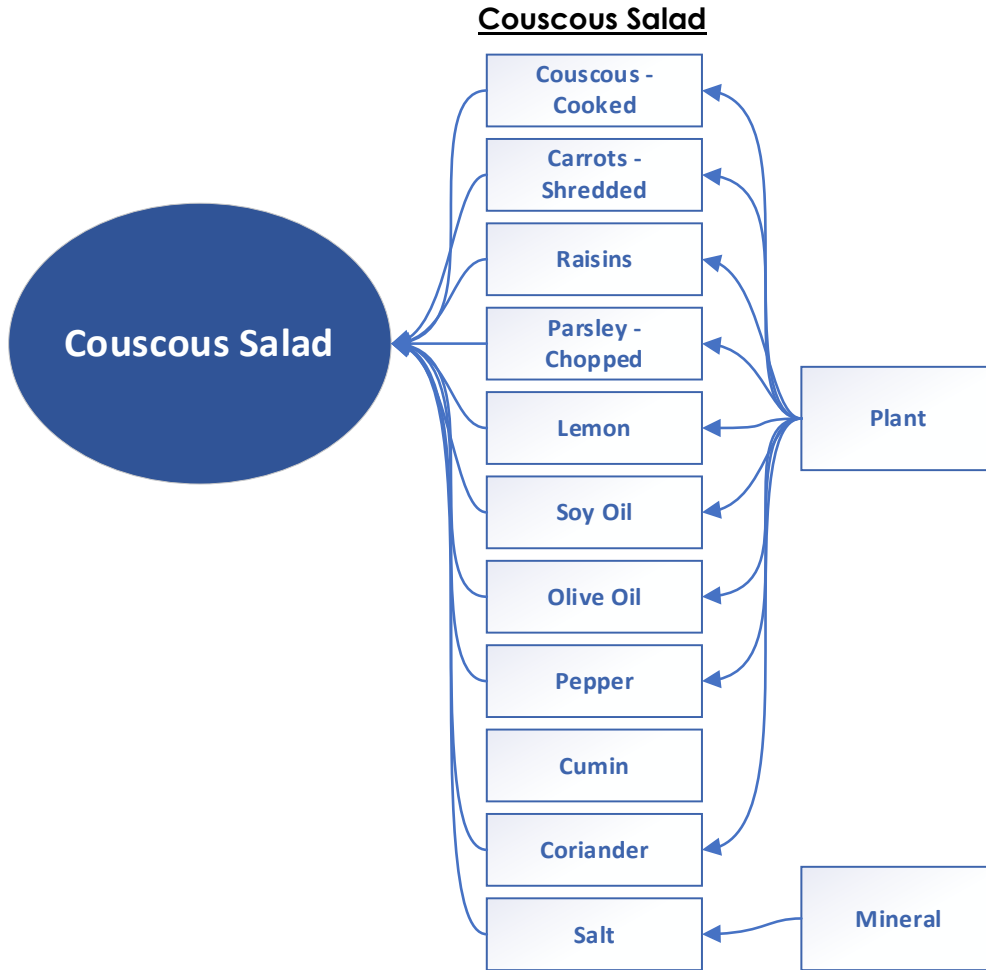 Couscous Salad
Couscous -
Cooked
Carrots -
Shredded
Raisins
Couscous Salad
Parsley -
Chopped
Lemon
Plant
Soy Oil
Olive Oil
Pepper
Cumin
Coriander
Salt
Mineral